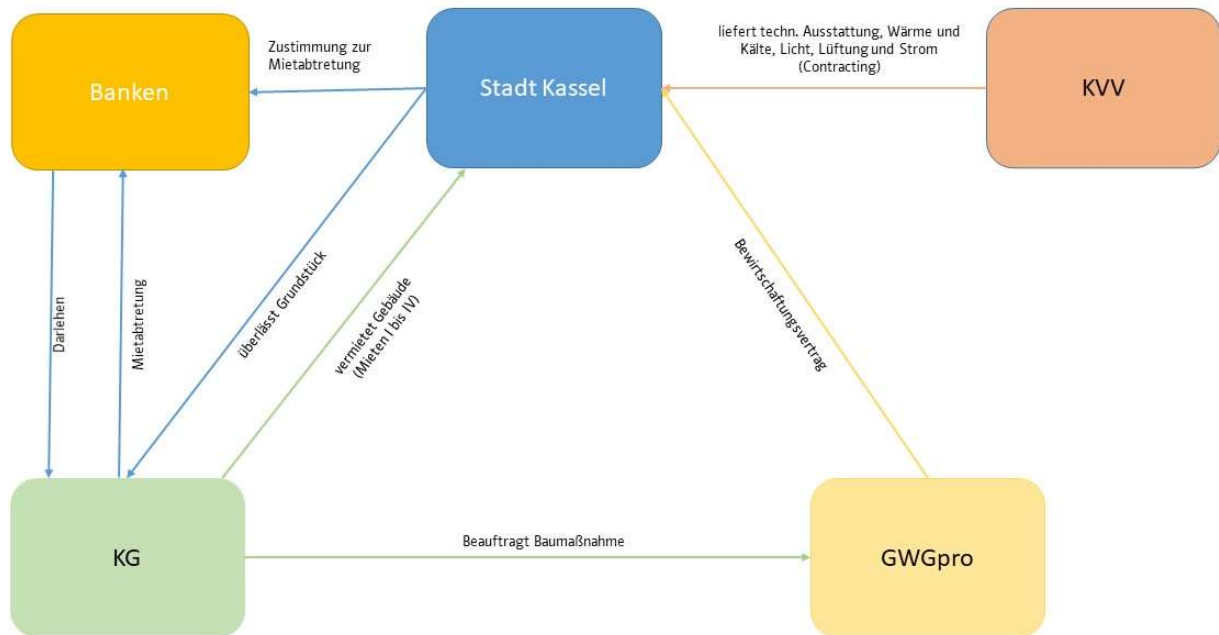 liefert techn. Ausstattung, Wärme und
Kälte, Licht, Lüftung und Strom
(Contracting)
Zustimmung zur
Mietabtretung
Banken
Stadt Kassel
KVV
Darlehen
Mietabtretung
überlässt Grundstück
vermietet Gebäude
(Mieten I bis IV)
Bewirtschaftungsvertrag
Beauftragt Baumaßnahme
KG
GWGpro